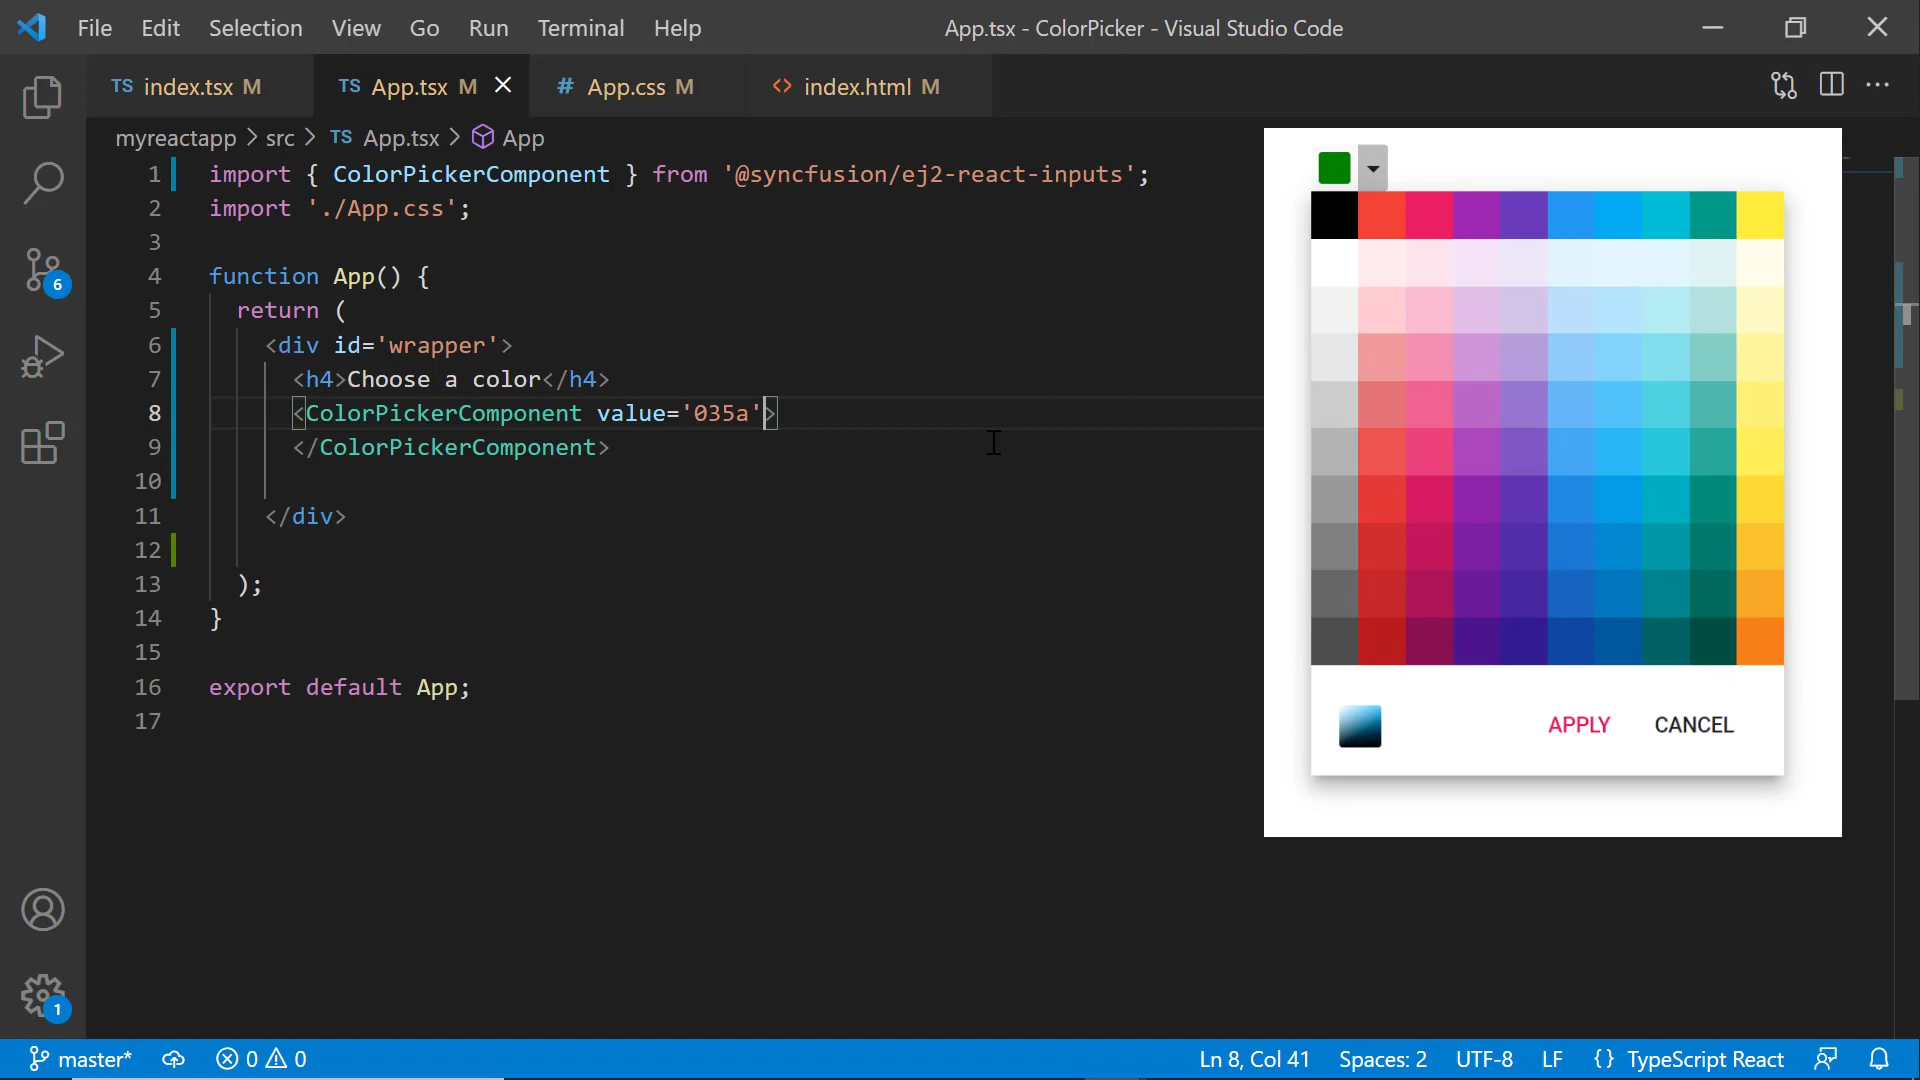 File Edit Selection View Go Run Terminal Help App.tsx - ColorPicker - Visual Studio Code
TS index.tsx M TS App.tsx M # App.css M <> index.html M
myreactapp > src > TS App.tsx > App
1 import { ColorPickerComponent } from '@syncfusion/ej2-react-inputs';
2 import './App.css';
3
4 function App() {
5 return (
6 <div id='wrapper'>
7 <h4>Choose a color</h4>
8 <ColorPickerComponent value='035a'>
9 </ColorPickerComponent>
10
11 </div>
12
13 );
14 }
15
16 export default App;
17
6
1
APPLY CANCEL
master* 0 0 Ln 8, Col 41 Spaces: 2 UTF-8 LF {} TypeScript React